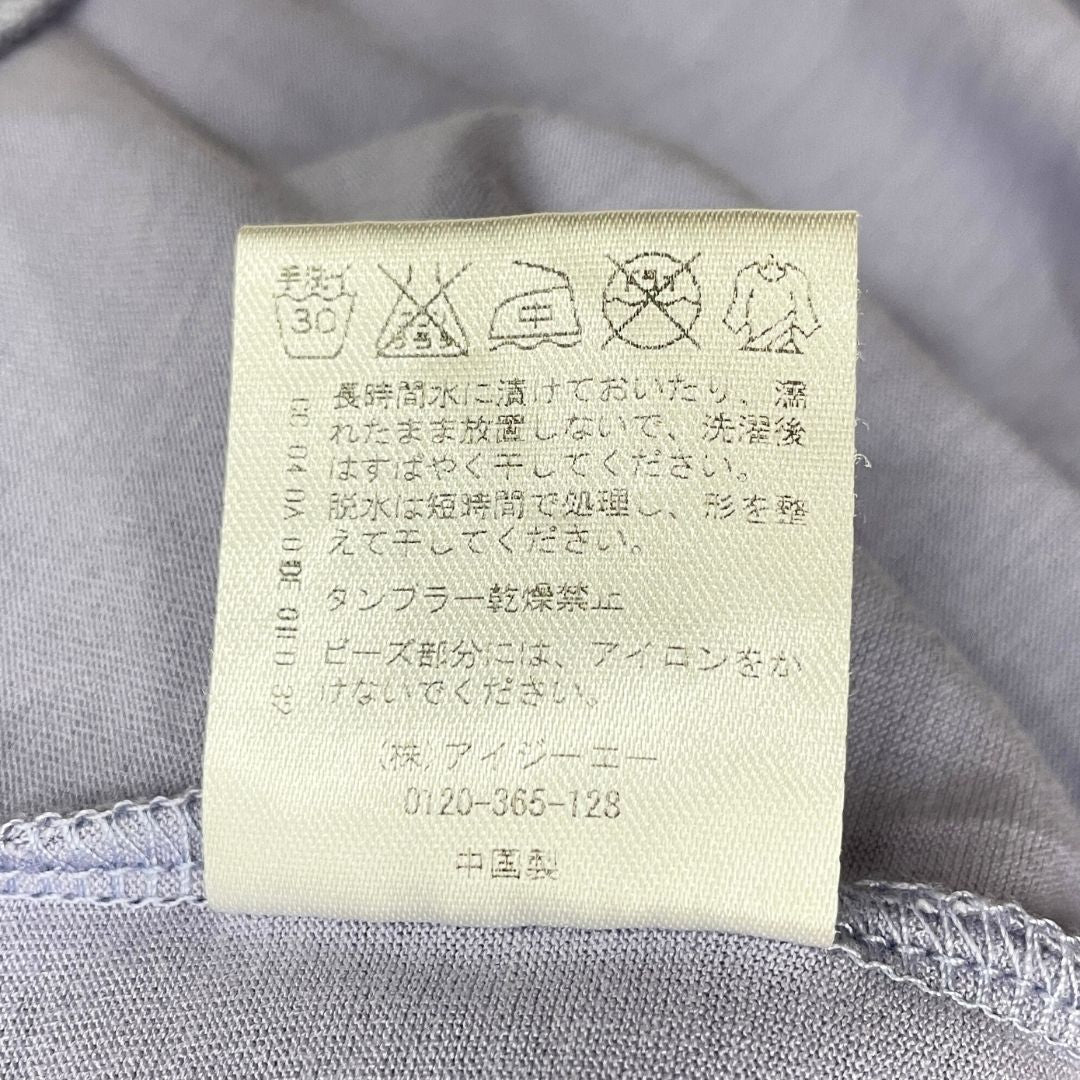 手洗イ
30
中
長時間水に漬けておいたり、濡
れたまま放置しないで、洗濯後
はすばやく干してください。
脱水は短時間で処理し、形を整
えて干してください。
タンブラー乾燥禁止
ビーズ部分には、アイロンをか
けないでください。
(株)アイジーエー
0120-365-128
中国製